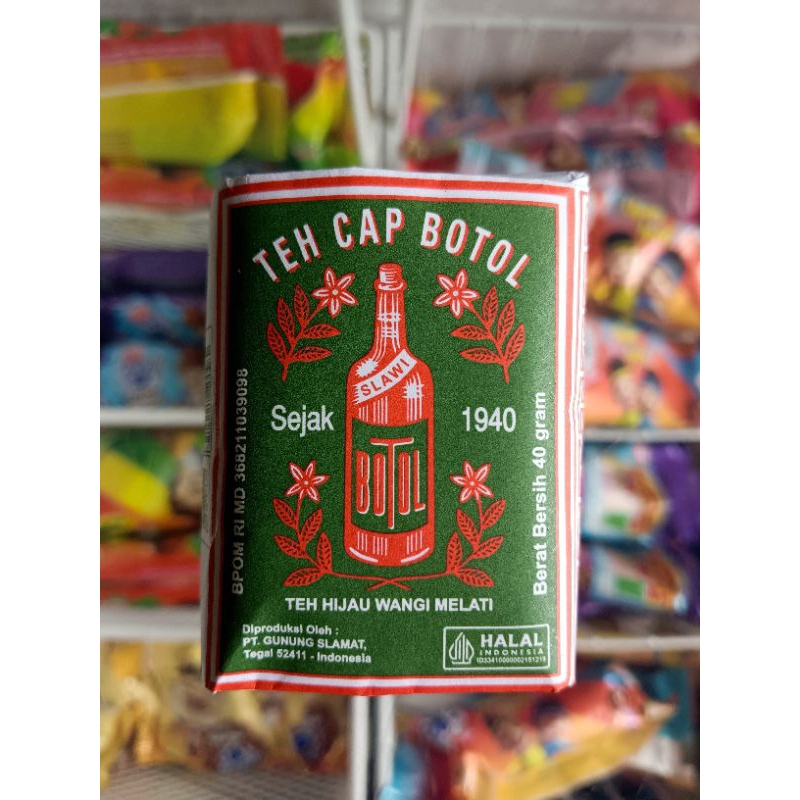 TEH CAP BOTOL
SLAWI
Sejak 1940
BOTOL
BPOM RI MD 368211039098
Berat Bersih 40 gram
TEH HIJAU WANGI MELATI
Diproduksi Oleh :
PT. GUNUNG SLAMAT,
Tegal 52411 - Indonesia
HALAL
INDONESIA